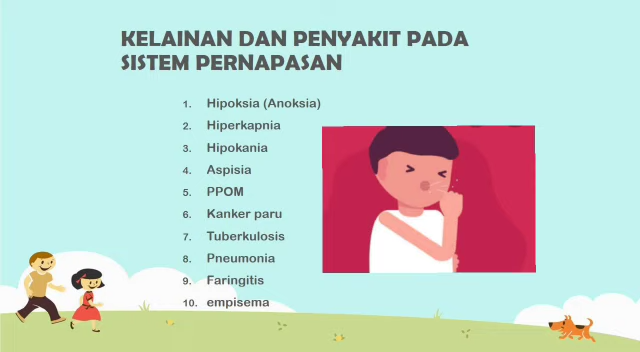 KELAINAN DAN PENYAKIT PADA
SISTEM PERNAPASAN
1. Hipoksia (Anoksia)
2. Hiperkapnia
3. Hipokania
4. Aspisia
5. PPOM
6. Kanker paru
7. Tuberkulosis
8. Pneumonia
9. Faringitis
10. empisema